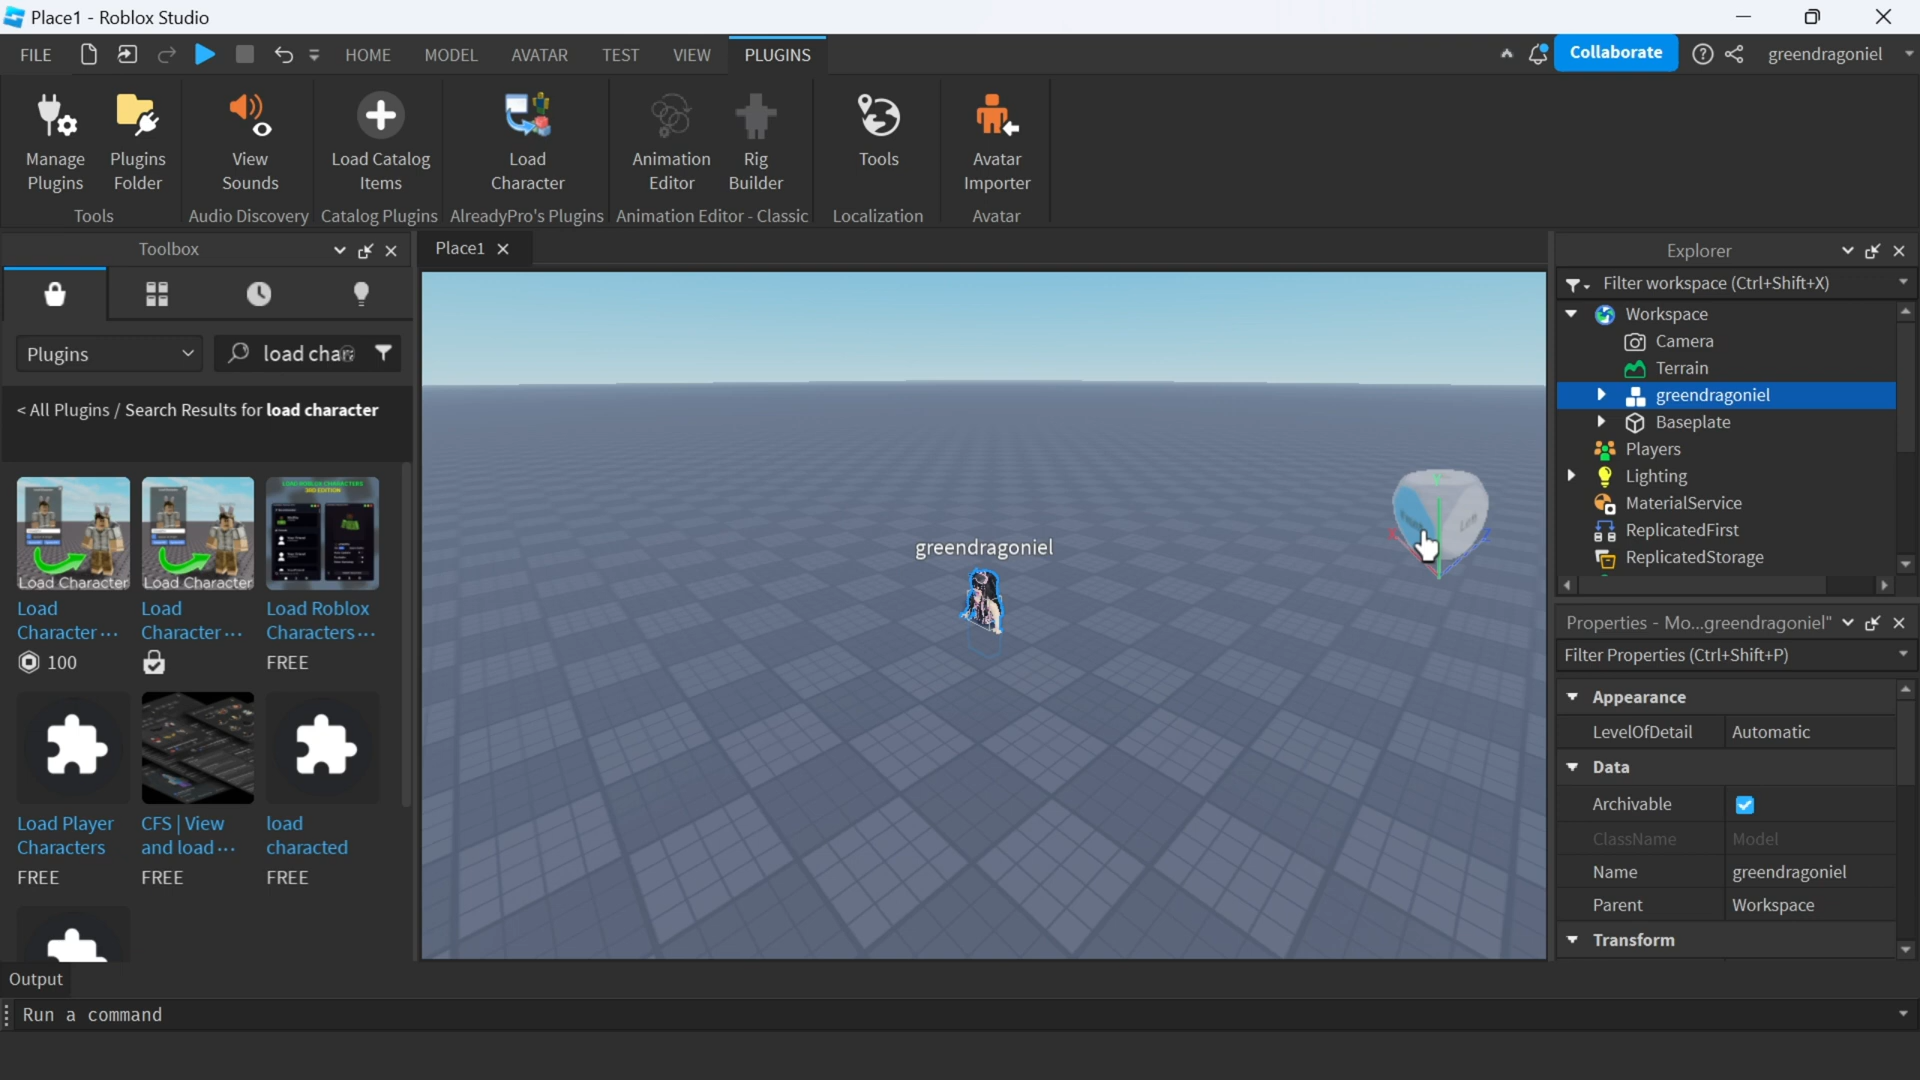 Place1 - Roblox Studio
FILE
HOME
MODEL
AVATAR
TEST
VIEW
PLUGINS
Collaborate
greendragoniel
Manage Plugins
Plugins Folder
View Sounds
Load Catalog Items
Load Character
Animation Editor
Rig Builder
Tools
Avatar Importer
Tools
Audio Discovery
Catalog Plugins
AlreadyPro's Plugins
Animation Editor - Classic
Localization
Avatar
Toolbox
Plugins
load char
< All Plugins / Search Results for load character
Load Character
Load Character
LOAD ROBLOX CHARACTERS
Load Character ...
Load Character ...
Load Roblox Characters ...
100
FREE
Load Player Characters
CFS | View and load ...
load characted
FREE
FREE
FREE
Place1
greendragoniel
Explorer
Filter workspace (Ctrl+Shift+X)
Workspace
Camera
Terrain
greendragoniel
Baseplate
Players
Lighting
MaterialService
ReplicatedFirst
ReplicatedStorage
Properties - Mo...greendragoniel"
Filter Properties (Ctrl+Shift+P)
Appearance
LevelOfDetail Automatic
Data
Archivable
ClassName Model
Name greendragoniel
Parent Workspace
Transform
Output
Run a command